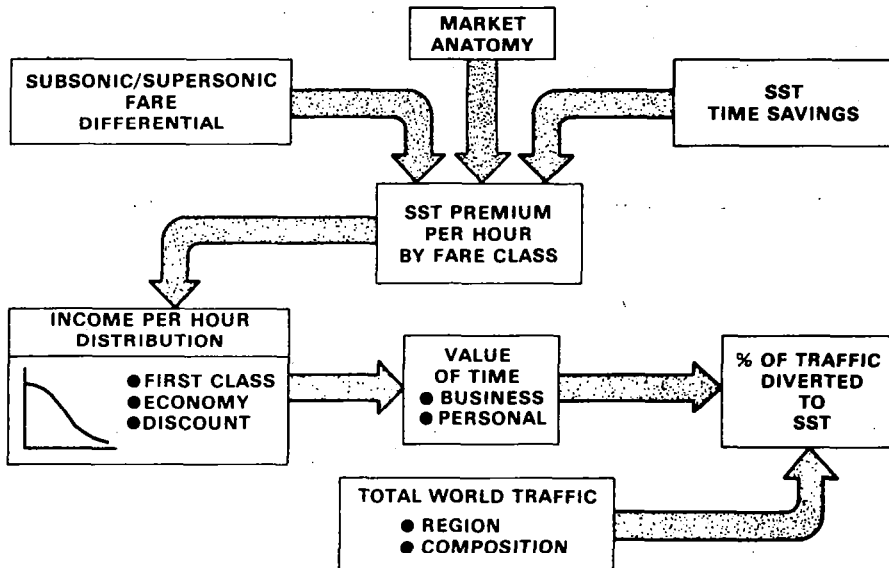 MARKET
ANATOMY
SUBSONIC/SUPERSONIC
FARE
DIFFERENTIAL
SST
TIME SAVINGS
SST PREMIUM
PER HOUR
BY FARE CLASS
INCOME PER HOUR
DISTRIBUTION
●FIRST CLASS
●ECONOMY
●DISCOUNT
VALUE
OF TIME
● BUSINESS
● PERSONAL
% OF TRAFFIC
DIVERTED
TO
SST
TOTAL WORLD TRAFFIC
● REGION
● COMPOSITION